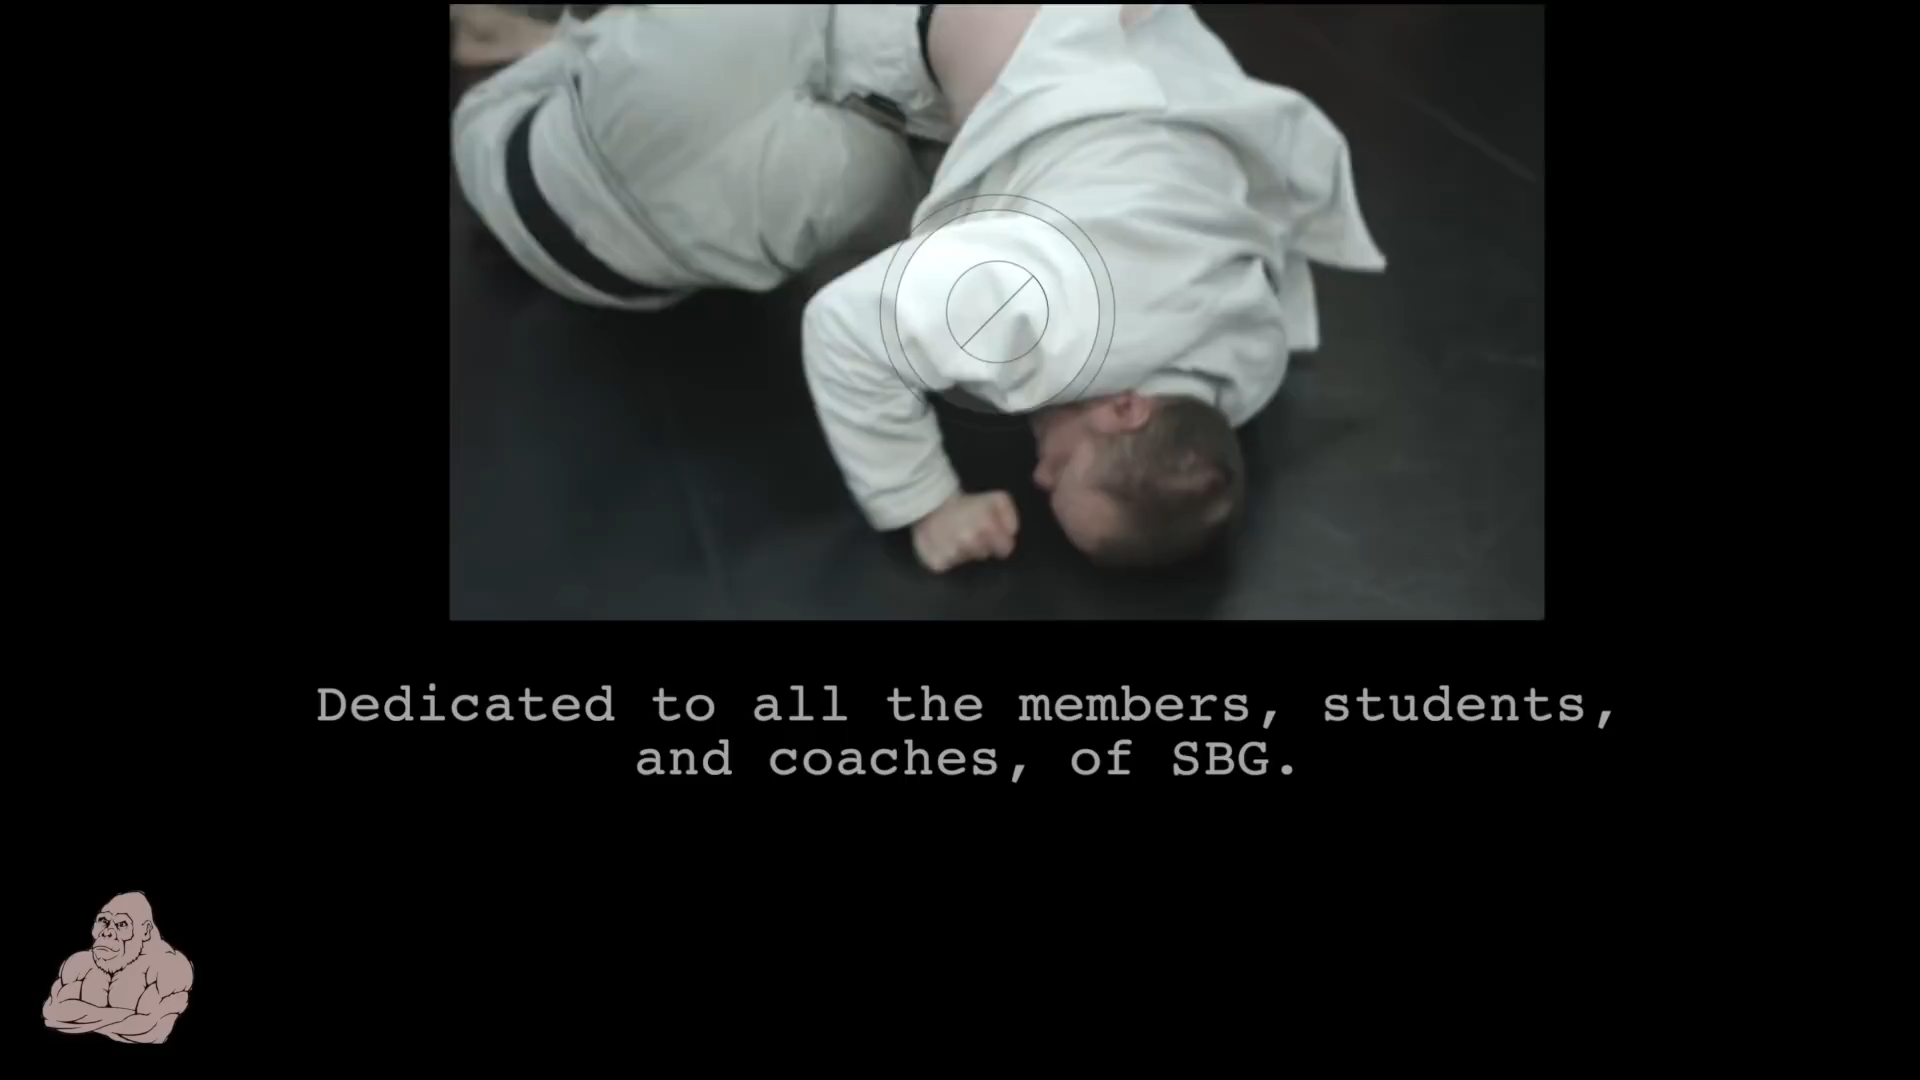 Dedicated to all the members, students,
and coaches, of SBG.